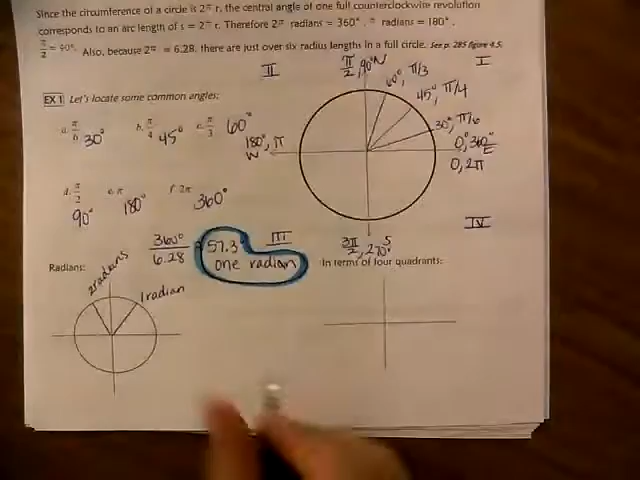 Since the circumference of a circle is 2π r, the central angle of one full counterclockwise revolution
corresponds to an arc length of s = 2π r. Therefore 2π radians = 360°, π radians = 180°,
π/2 = 90°. Also, because 2π = 6.28, there are just over six radius lengths in a full circle. See p. 285 figure 4.5.
II
π/2, 90° N
I
60°, π/3
45°, π/4
30°, π/6
EX 1 Let's locate some common angles:
a. π/6 30° b. π/4 45° c. π/3 60°
180°, π
W
0°, 360°
E
0, 2π
d. π/2 90° e. π 180° f. 2π 360°
III
IV
3π/2, 270° S
360°/6.28 57.3°
one radian
Radians:
In terms of four quadrants:
2 radians
1 radian